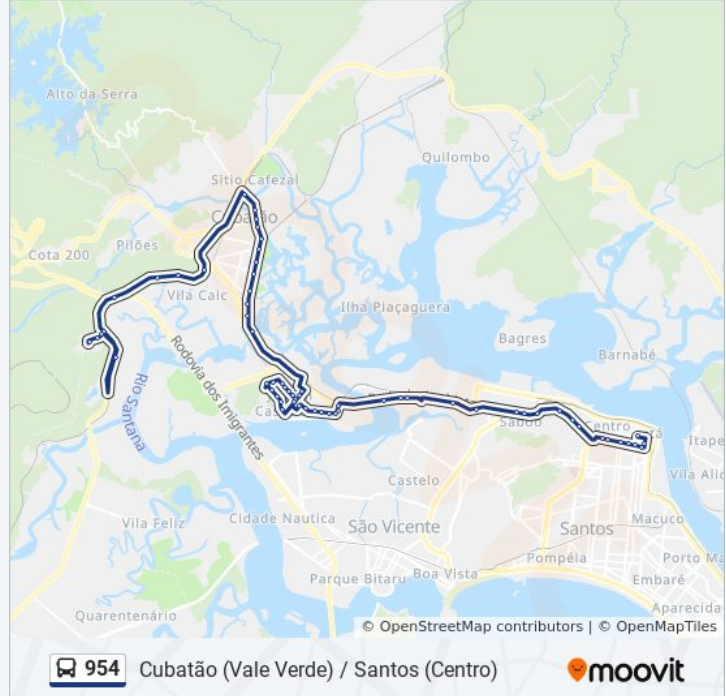 Alto da Serra
Quilombo
Sitio Cafezal
Cubatão
Pilões
Cota 200
Vila Calc
Ilha Piaçaguera
Bagres
Barnabé
Rodovia dos Imigrantes
Rio Santana
Saboó
Centro
Itape
Vila Alic
Castelo
Macuco
Vila Feliz
Cidade Nautica
São Vicente
Santos
Pompéia
Porto Ma
Parque Bitaru
Boa Vista
Embaré
Aparecida
Quarentenário
© OpenStreetMap contributors | © OpenMapTiles
954 Cubatão (Vale Verde) / Santos (Centro)
moovit